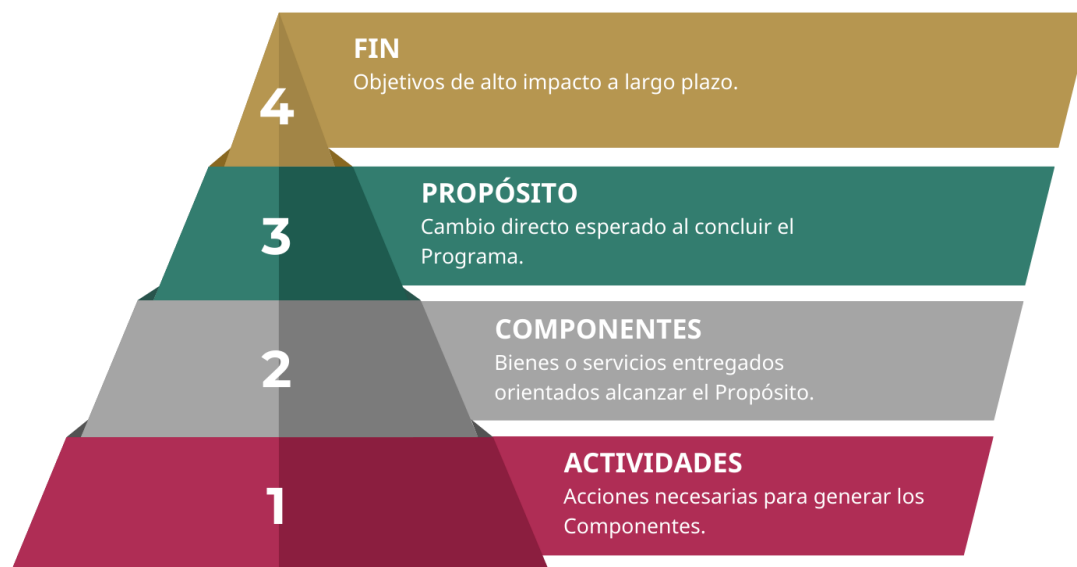 4
FIN
Objetivos de alto impacto a largo plazo.
3
PROPÓSITO
Cambio directo esperado al concluir el
Programa.
2
COMPONENTES
Bienes o servicios entregados
orientados alcanzar el Propósito.
1
ACTIVIDADES
Acciones necesarias para generar los
Componentes.